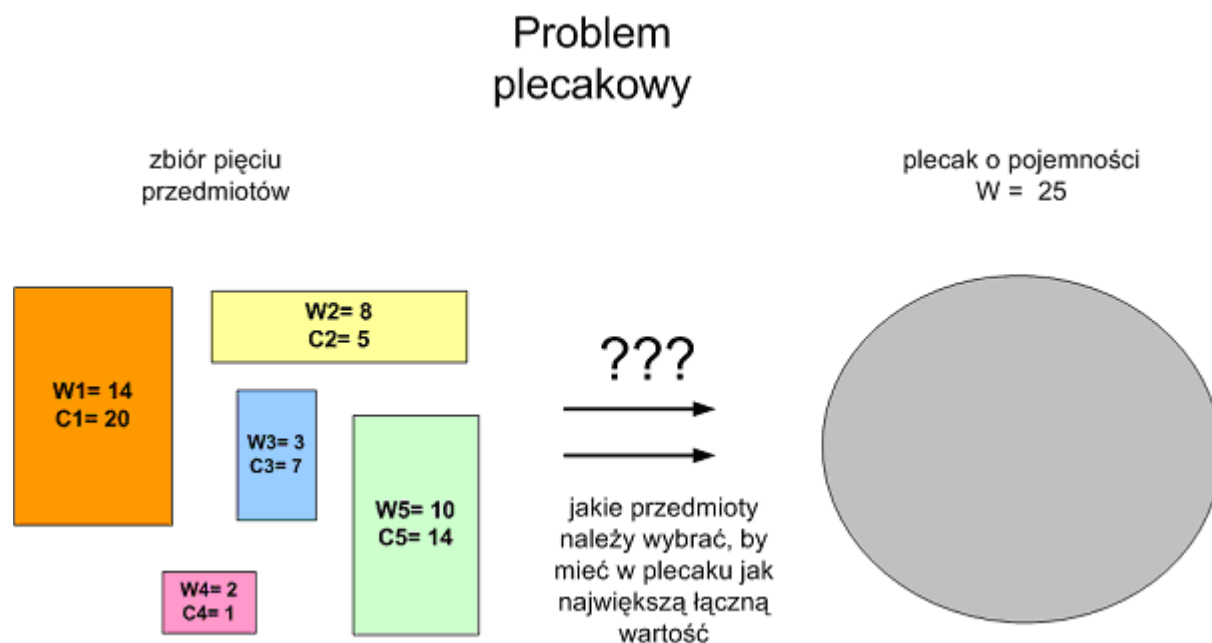 Problem
plecakowy
zbiór pięciu
przedmiotów
plecak o pojemności
W = 25
W1= 14
C1= 20
W2= 8
C2= 5
W3= 3
C3= 7
W4= 2
C4= 1
W5= 10
C5= 14
???
jakie przedmioty
należy wybrać, by
mieć w plecaku jak
największą łączną
wartość